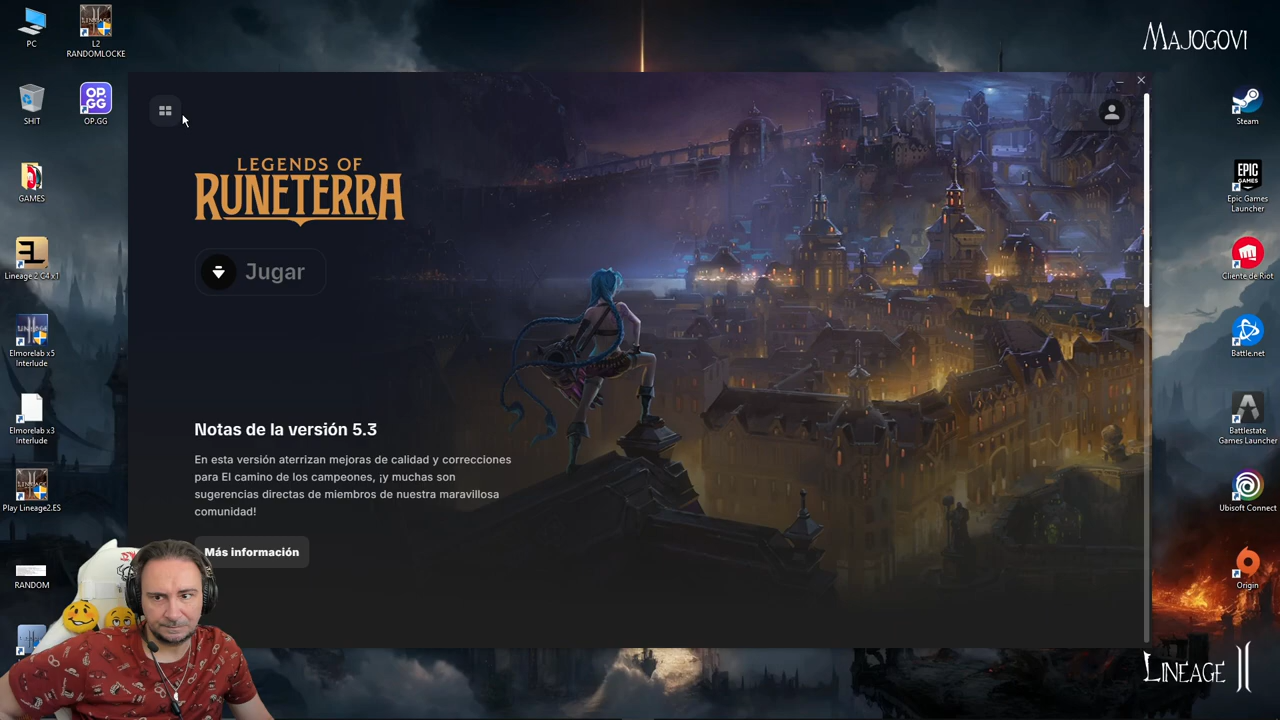 PC
L2
RANDOMLOCKE
SHIT
OP.GG
OP.GG
GAMES
Lineage 2 C4 x1
Elmorelab x5
Interlude
Elmorelab x3
Interlude
Play Lineage2.ES
RANDOM
LEGENDS OF
RUNETERRA
Jugar
Notas de la versión 5.3
En esta versión aterrizan mejoras de calidad y correcciones
para El camino de los campeones, ¡y muchas son
sugerencias directas de miembros de nuestra maravillosa
comunidad!
Más información
MAJOGOVI
Steam
EPIC
GAMES
Epic Games
Launcher
Cliente de Riot
Battle.net
Battlestate
Games Launcher
Ubisoft Connect
Origin
LINEAGE II